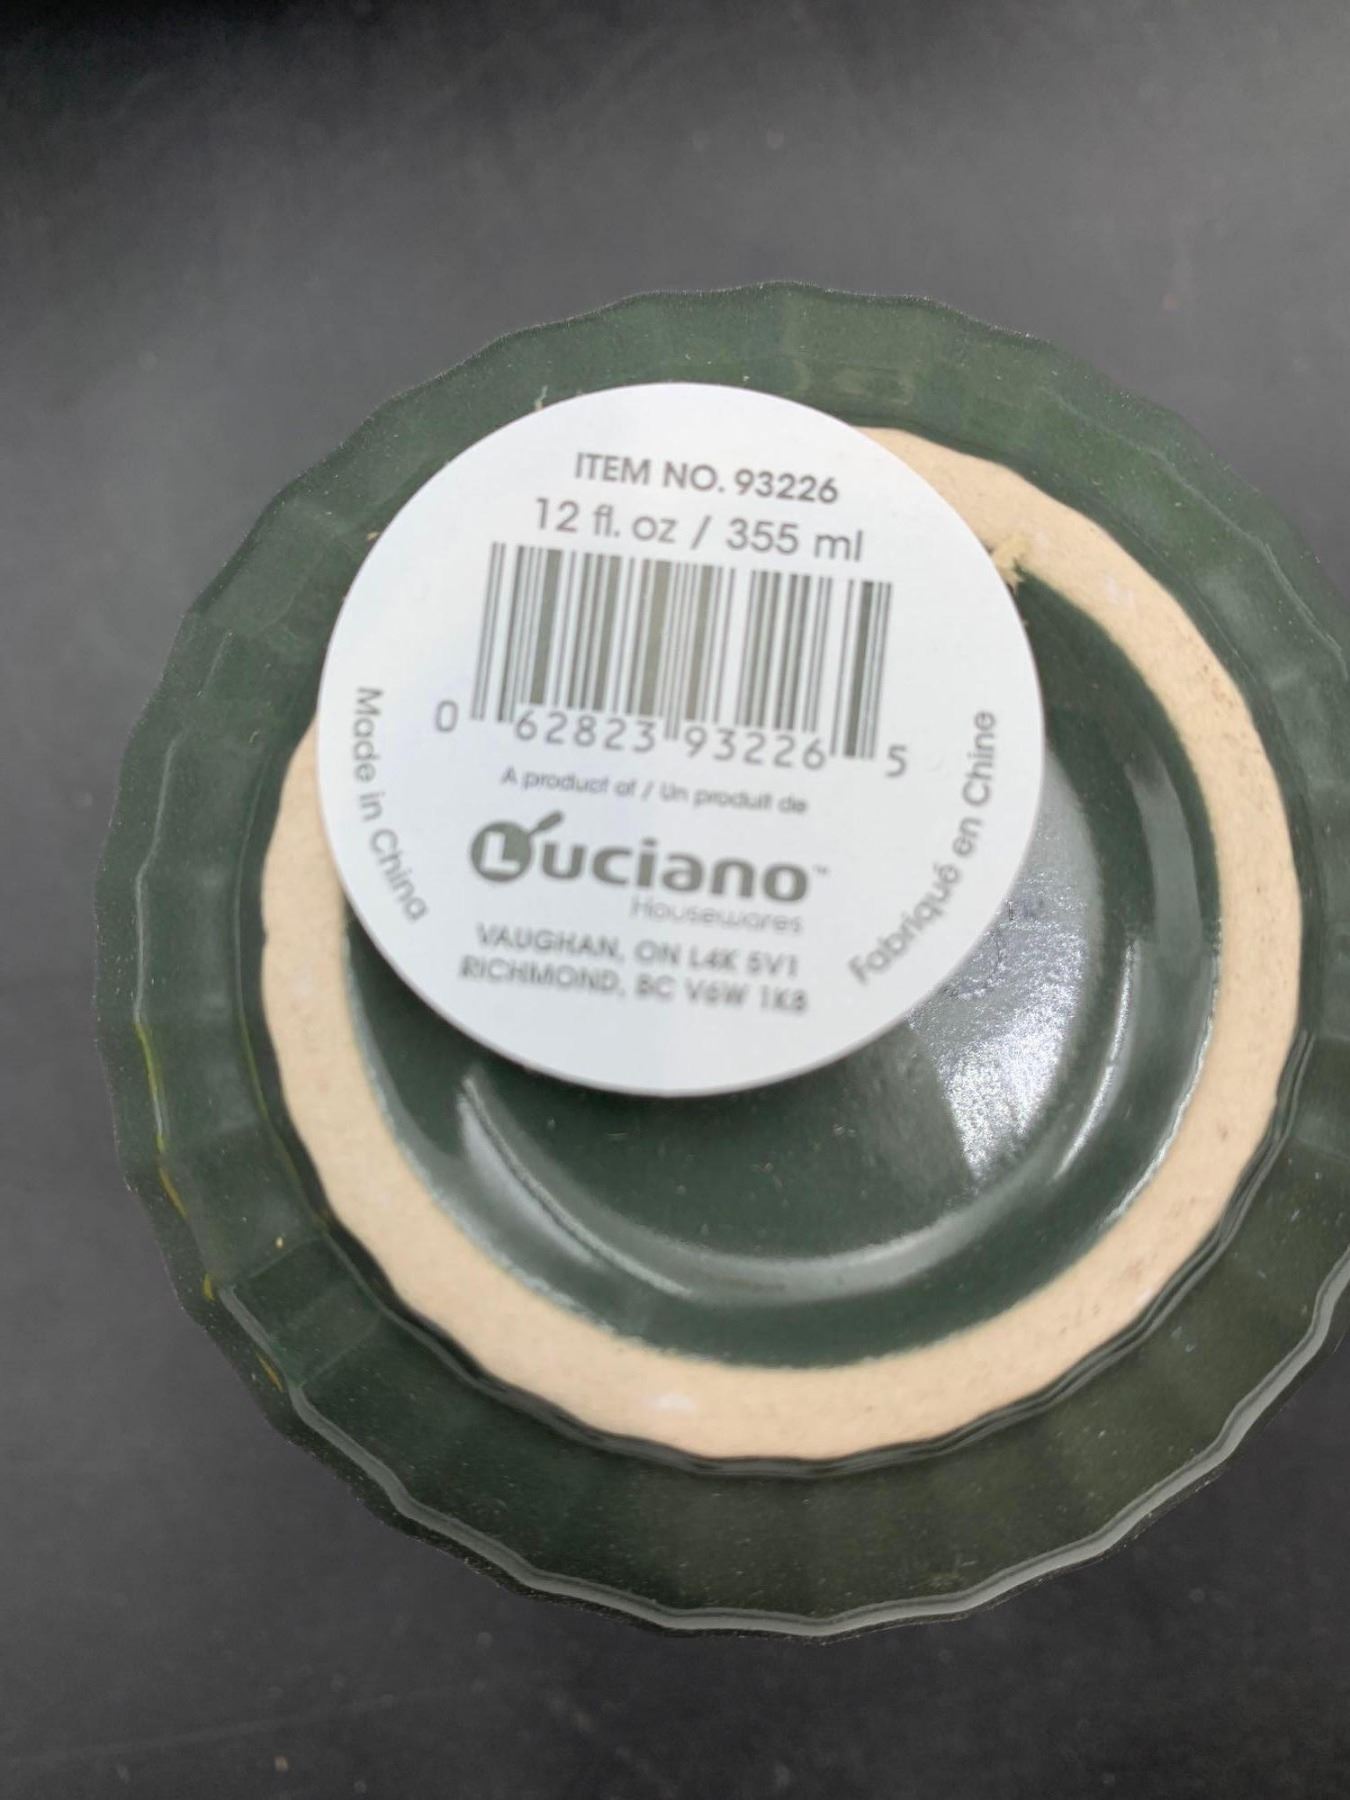 ITEM NO. 93226
12 fl. oz / 355 ml
0 62823 93226 5
A product of / Un produit de
Luciano™
Housewares
VAUGHAN, ON L4K 5V1
RICHMOND, BC V6W 1K8
Made in China
Fabriqué en Chine